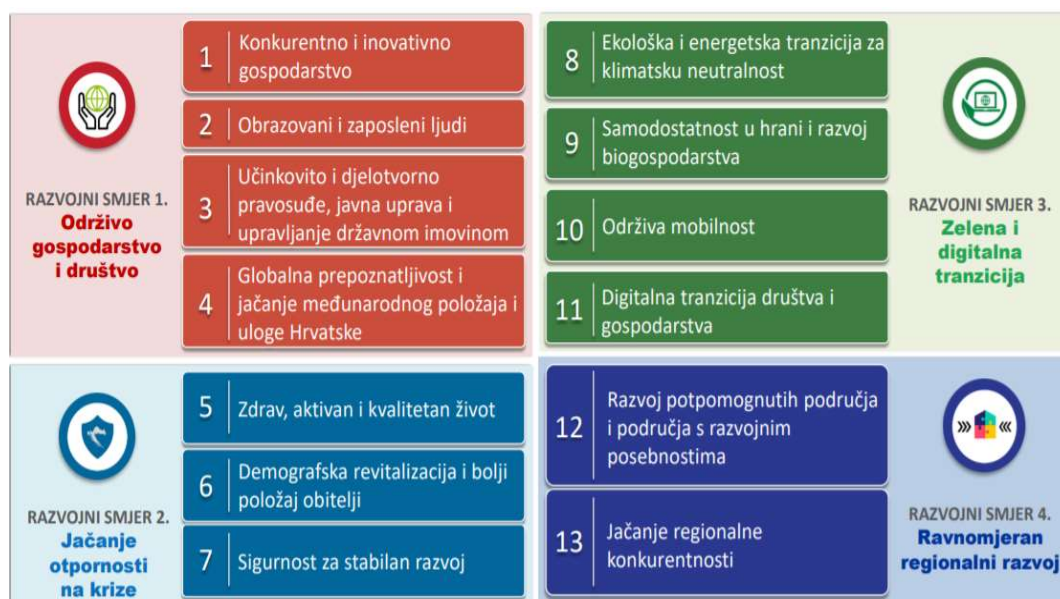 RAZVOJNI SMJER 1.
Održivo
gospodarstvo
i društvo
1
Konkurentno i inovativno
gospodarstvo
2
Obrazovani i zaposleni ljudi
3
Učinkovito i djelotvorno
pravosuđe, javna uprava i
upravljanje državnom imovinom
4
Globalna prepoznatljivost i
jačanje međunarodnog položaja i
uloge Hrvatske
RAZVOJNI SMJER 2.
Jačanje
otpornosti
na krize
5
Zdrav, aktivan i kvalitetan život
6
Demografska revitalizacija i bolji
položaj obitelji
7
Sigurnost za stabilan razvoj
8
Ekološka i energetska tranzicija za
klimatsku neutralnost
9
Samodostatnost u hrani i razvoj
biogospodarstva
10
Održiva mobilnost
11
Digitalna tranzicija društva i
gospodarstva
RAZVOJNI SMJER 3.
Zelena i
digitalna
tranzicija
12
Razvoj potpomognutih područja
i područja s razvojnim
posebnostima
13
Jačanje regionalne
konkurentnosti
RAZVOJNI SMJER 4.
Ravnomjeran
regionalni razvoj